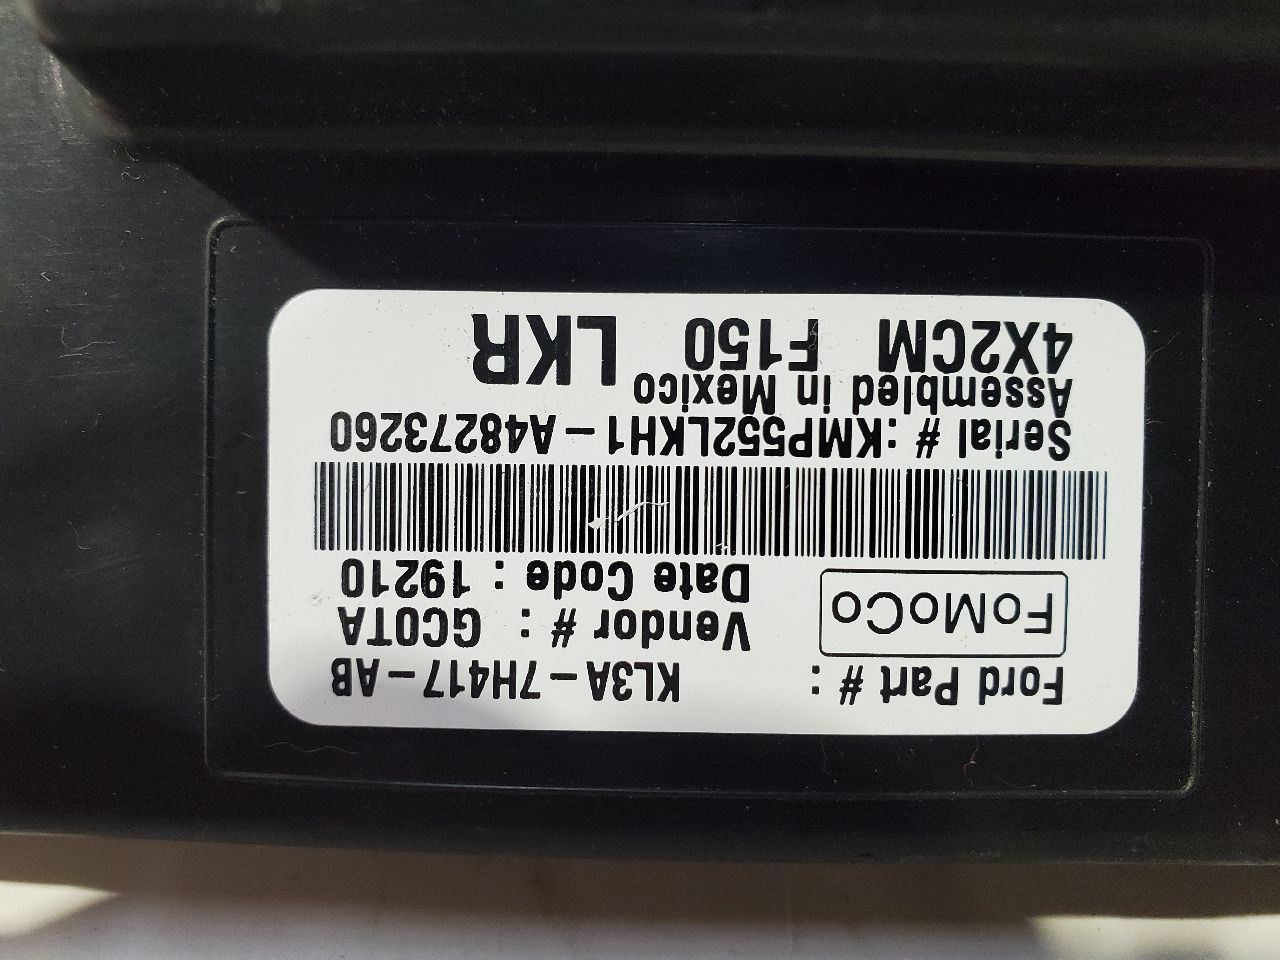 Ford Part # : KL3A-7H417-AB
FoMoCo
Vendor # : GC0TA
Date Code : 19210
Serial # :KMP552LKH1-A48273260
Assembled in Mexico
4X2CM F150 LKR